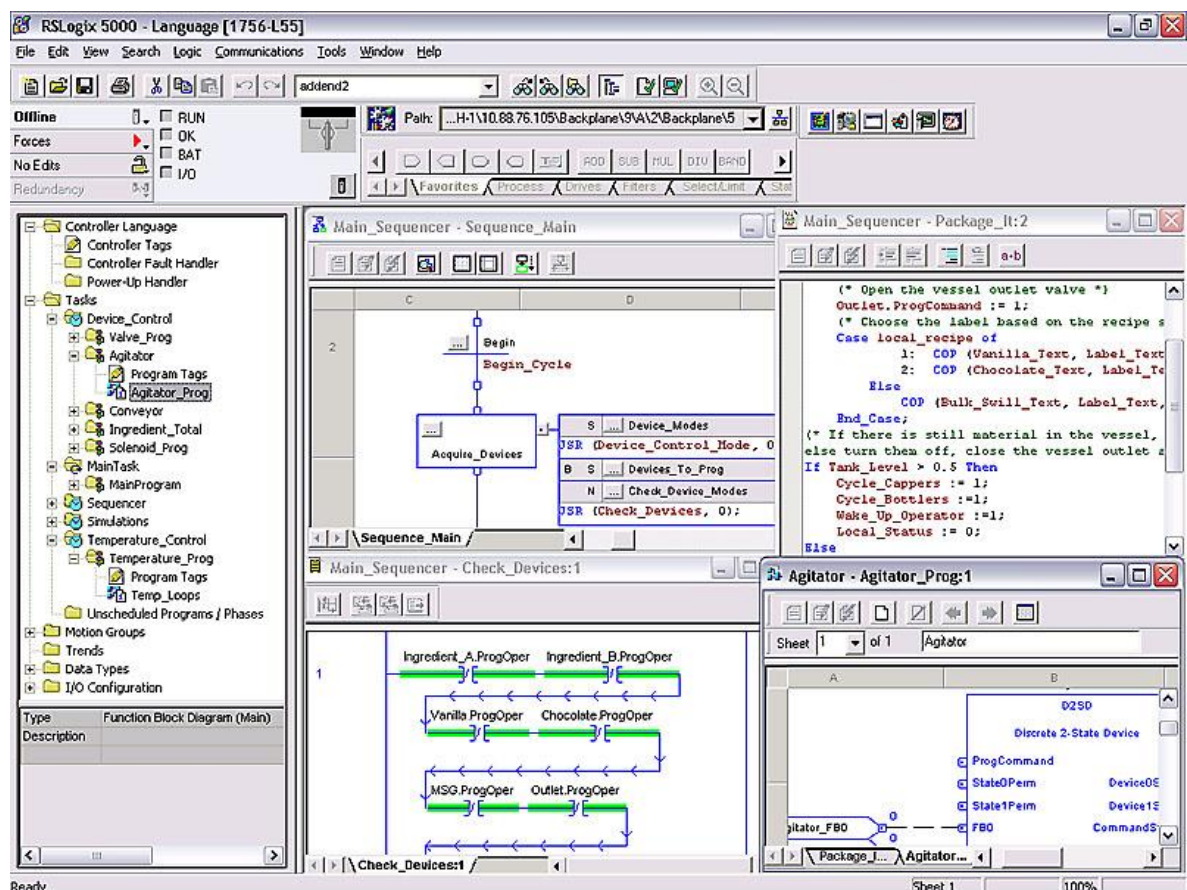 RSLogix 5000 - Language [1756-L55]
File Edit View Search Logic Communications Tools Window Help
addend2
Offline
RUN
Path: ...H-1\10.88.76.105\Backplane\9\A\2\Backplane\5
Forces
OK
No Edits
BAT
Redundancy
I/O
ADD SUB MUL DIV BAND
Favorites Process Drives Filters Select/Limit Stat
Controller Language
Controller Tags
Controller Fault Handler
Power-Up Handler
Tasks
Device_Control
Valve_Prog
Agitator
Program Tags
Agitator_Prog
Conveyor
Ingredient_Total
Solenoid_Prog
MainTask
MainProgram
Sequencer
Simulations
Temperature_Control
Temperature_Prog
Program Tags
Temp_Loops
Unscheduled Programs / Phases
Motion Groups
Trends
Data Types
I/O Configuration
Type Function Block Diagram (Main)
Description
Main_Sequencer - Sequence_Main
C D
2
... Begin
Begin_Cycle
...
Acquire_Devices
S ... Device_Modes
JSR (Device_Control_Mode, 0
B S ... Devices_To_Prog
N ... Check_Device_Modes
JSR (Check_Devices, 0);
Sequence_Main
Main_Sequencer - Package_It:2
a-b
(* Open the vessel outlet valve *)
Outlet.ProgCommand := 1;
(* Choose the label based on the recipe s
Case local_recipe of
1: COP (Vanilla_Text, Label_Text
2: COP (Chocolate_Text, Label_Te
Else
COP (Bulk_Swill_Text, Label_Text,
End_Case;
(* If there is still material in the vessel,
else turn them off, close the vessel outlet a
If Tank_Level > 0.5 Then
Cycle_Cappers := 1;
Cycle_Bottlers :=1;
Wake_Up_Operator :=1;
Local_Status := 0;
Else
Main_Sequencer - Check_Devices:1
1
Ingredient_A.ProgOper Ingredient_B.ProgOper
Vanilla.ProgOper Chocolate.ProgOper
MSG.ProgOper Outlet.ProgOper
Check_Devices:1
Agitator - Agitator_Prog:1
Sheet 1 of 1 Agitator
A B
D2SD
Discrete 2-State Device
ProgCommand
State0Perm Device0S
State1Perm Device1S
gitator_FB0 0 FB0 CommandS
0
Package_I... Agitator...
Ready
Sheet 1 100%